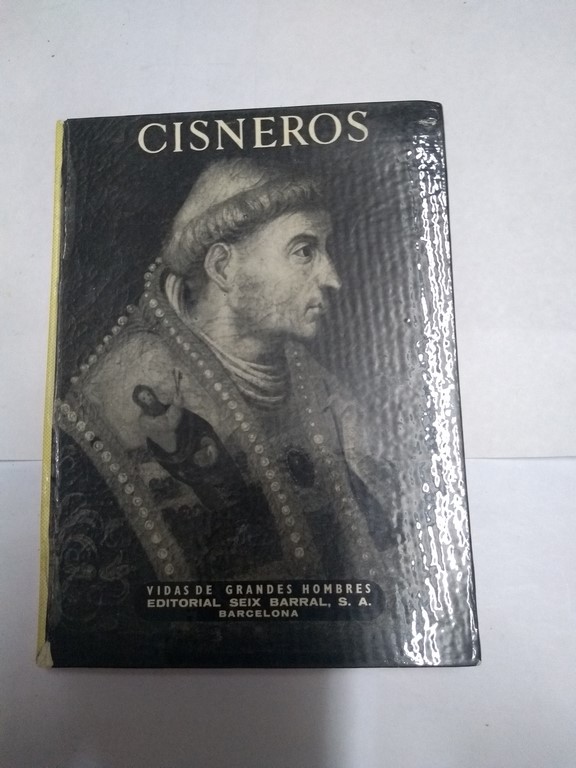 CISNEROS
VIDAS DE GRANDES HOMBRES
EDITORIAL SEIX BARRAL, S. A.
BARCELONA